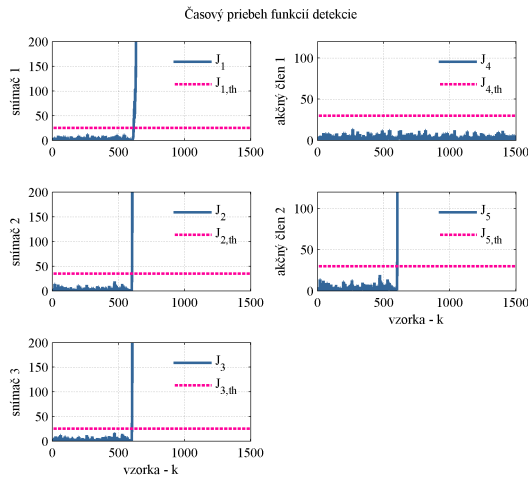 Časový priebeh funkcií detekcie
snímač 1
200
150
100
50
0
0
500
1000
1500
J1
J1,th
akčný člen 1
100
50
0
0
500
1000
1500
J4
J4,th
snímač 2
200
150
100
50
0
0
500
1000
1500
J2
J2,th
akčný člen 2
100
50
0
0
500
1000
1500
J5
J5,th
vzorka - k
snímač 3
200
150
100
50
0
0
500
1000
1500
J3
J3,th
vzorka - k